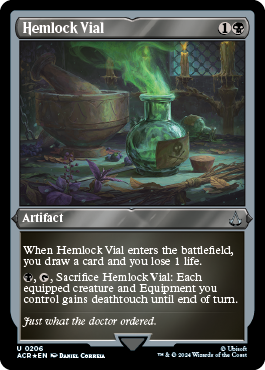 Hemlock Vial 1
Artifact
When Hemlock Vial enters the battlefield,
you draw a card and you lose 1 life.
, , Sacrifice Hemlock Vial: Each
equipped creature and Equipment you
control gains deathtouch until end of turn.
Just what the doctor ordered.
U 0206 © Ubisoft
ACR★EN Daniel Correia ™ & © 2024 Wizards of the Coast